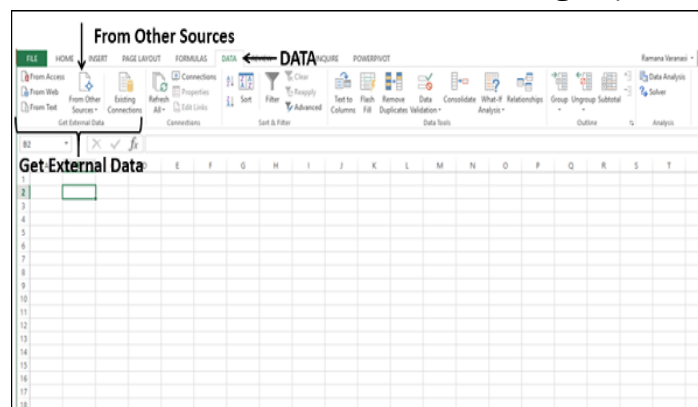 From Other Sources
FILE HOME INSERT PAGE LAYOUT FORMULAS DATA DATA QUIRE POWERPIVOT Ramana Veranasi
From Access Connections Clear Data Analysis
From Web Properties Reapply Solver
From Text Edit Links Advanced
From Other Sources Existing Connections Refresh All Sort Filter Text to Columns Flash Fill Remove Duplicates Data Validation Consolidate What-If Analysis Relationships Group Ungroup Subtotal
Get External Data Connections Sort & Filter Data Tools Outline Analysis
B2 fx
Get External Data
D E F G H I J K L M N O P Q R S T
1
2
3
4
5
6
7
8
9
10
11
12
13
14
15
16
17
18